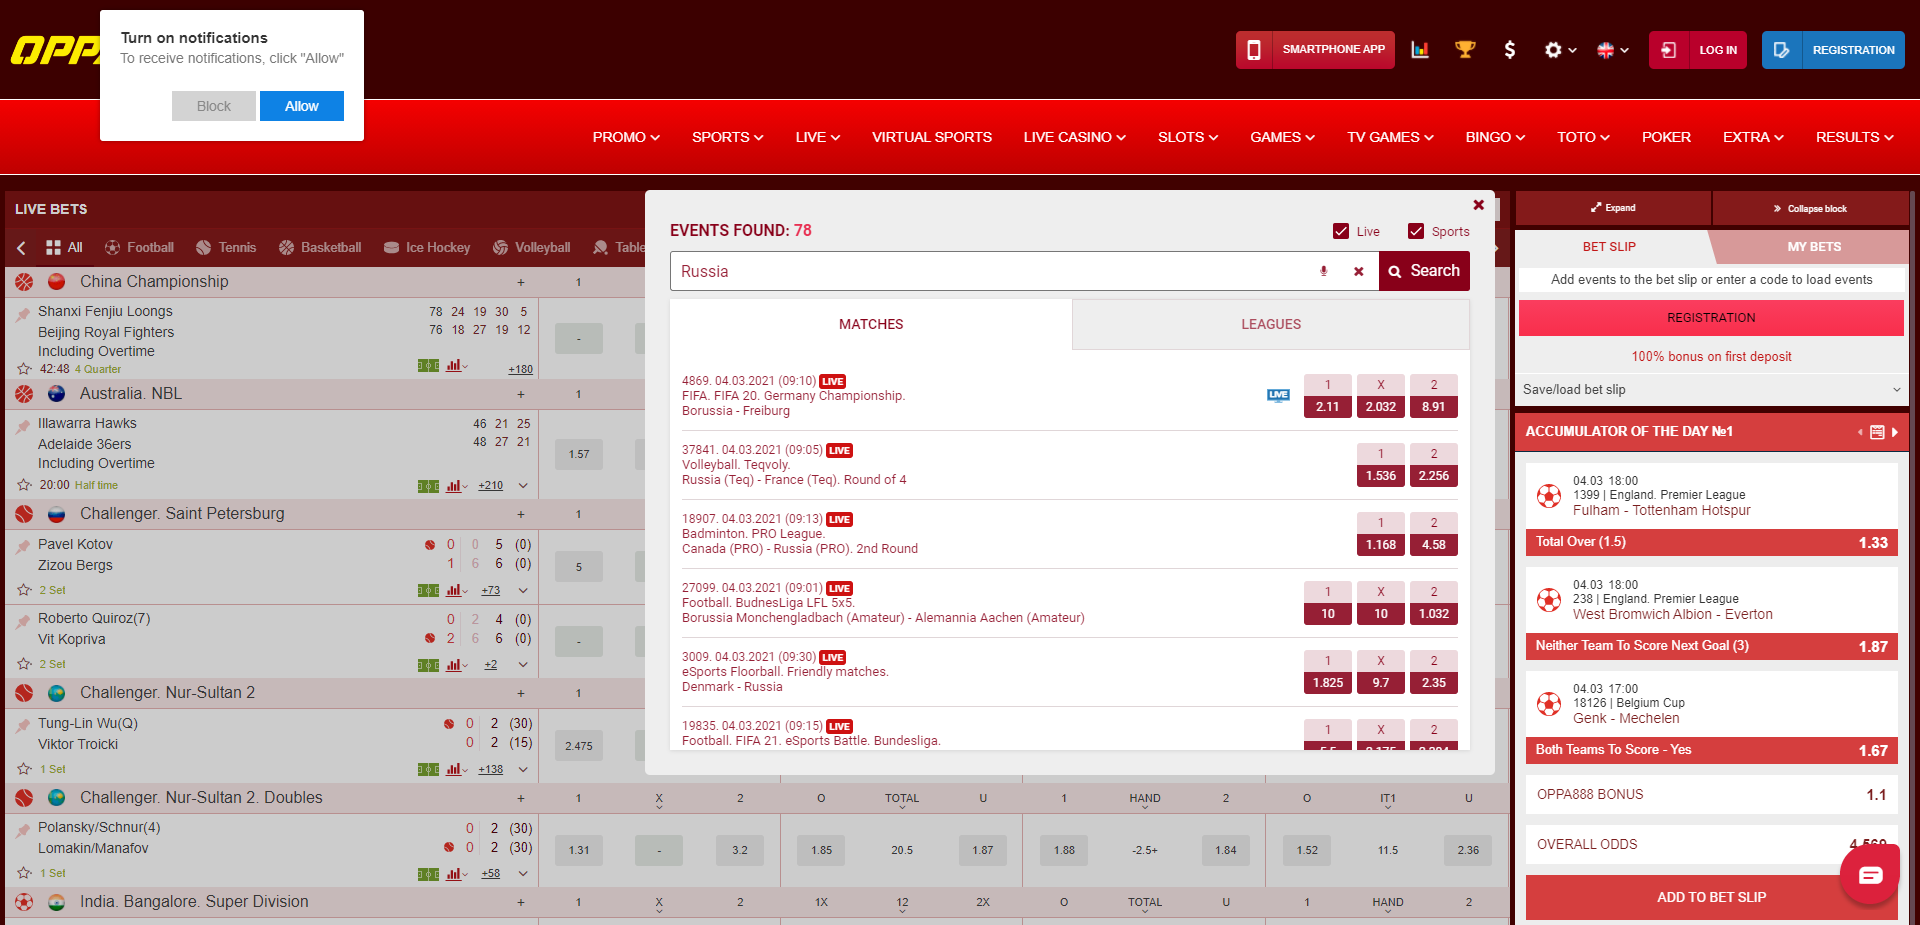 OPPA
Turn on notifications
To receive notifications, click "Allow"
Block
Allow
SMARTPHONE APP
LOG IN
REGISTRATION
PROMO
SPORTS
LIVE
VIRTUAL SPORTS
LIVE CASINO
SLOTS
GAMES
TV GAMES
BINGO
TOTO
POKER
EXTRA
RESULTS
LIVE BETS
All
Football
Tennis
Basketball
Ice Hockey
Volleyball
Table
China Championship + 1
Shanxi Fenjiu Loongs 78 24 19 30 5
Beijing Royal Fighters 76 18 27 19 12
Including Overtime
-
42:48 4 Quarter +180
Australia. NBL + 1
Illawarra Hawks 46 21 25
Adelaide 36ers 48 27 21
Including Overtime
1.57
20:00 Half time +210
Challenger. Saint Petersburg + 1
Pavel Kotov 0 0 5 (0)
Zizou Bergs 1 6 6 (0)
5
2 Set +73
Roberto Quiroz(7) 0 2 4 (0)
Vit Kopriva 2 6 6 (0)
-
2 Set +2
Challenger. Nur-Sultan 2 + 1
Tung-Lin Wu(Q) 0 2 (30)
Viktor Troicki 0 2 (15)
2.475
1 Set +138
Challenger. Nur-Sultan 2. Doubles + 1 X 2 O TOTAL U 1 HAND 2 O IT1 U
Polansky/Schnur(4) 0 2 (30)
Lomakin/Manafov 0 2 (30)
1.31 - 3.2 1.85 20.5 1.87 1.88 -2.5+ 1.84 1.52 11.5 2.36
1 Set +58
India. Bangalore. Super Division + 1 X 2 1X 12 2X O TOTAL U 1 HAND 2
EVENTS FOUND: 78
Live
Sports
Russia
Search
MATCHES
LEAGUES
4869. 04.03.2021 (09:10) LIVE
FIFA. FIFA 20. Germany Championship.
Borussia - Freiburg
LIVE
1 X 2
2.11 2.032 8.91
37841. 04.03.2021 (09:05) LIVE
Volleyball. Teqvoly.
Russia (Teq) - France (Teq). Round of 4
1 2
1.536 2.256
18907. 04.03.2021 (09:13) LIVE
Badminton. PRO League.
Canada (PRO) - Russia (PRO). 2nd Round
1 2
1.168 4.58
27099. 04.03.2021 (09:01) LIVE
Football. BudnesLiga LFL 5x5.
Borussia Monchengladbach (Amateur) - Alemannia Aachen (Amateur)
1 X 2
10 10 1.032
3009. 04.03.2021 (09:30) LIVE
eSports Floorball. Friendly matches.
Denmark - Russia
1 X 2
1.825 9.7 2.35
19835. 04.03.2021 (09:15) LIVE
Football. FIFA 21. eSports Battle. Bundesliga.
1 X 2
Expand
Collapse block
BET SLIP
MY BETS
Add events to the bet slip or enter a code to load events
REGISTRATION
100% bonus on first deposit
Save/load bet slip
ACCUMULATOR OF THE DAY №1
04.03 18:00
1399 | England. Premier League
Fulham - Tottenham Hotspur
Total Over (1.5) 1.33
04.03 18:00
238 | England. Premier League
West Bromwich Albion - Everton
Neither Team To Score Next Goal (3) 1.87
04.03 17:00
18126 | Belgium Cup
Genk - Mechelen
Both Teams To Score - Yes 1.67
OPPA888 BONUS 1.1
OVERALL ODDS 4.569
ADD TO BET SLIP